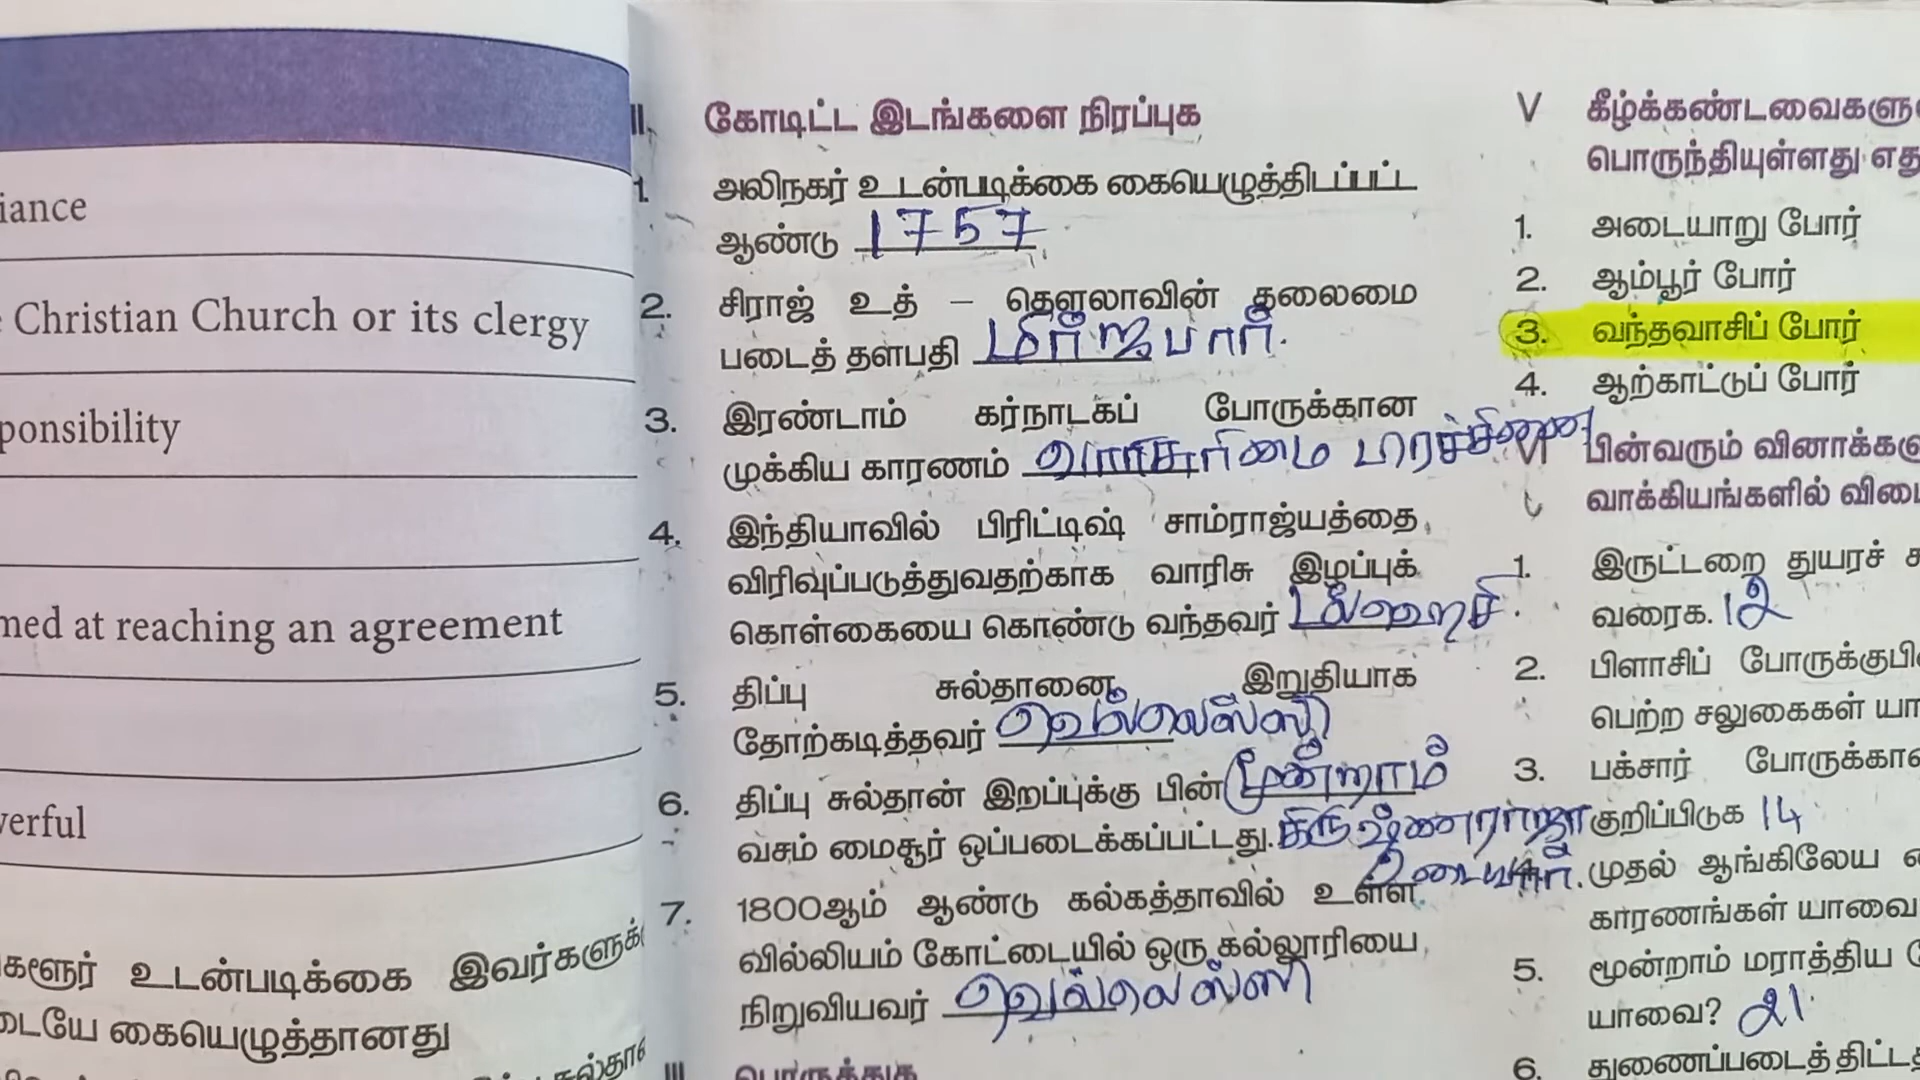 iance
Christian Church or its clergy
ponsibility
med at reaching an agreement
verful
களூர் உடன்படிக்கை இவர்களுக்
டையே கையெழுத்தானது
II. கோடிட்ட இடங்களை நிரப்புக
1. அலிநகர் உடன்படிக்கை கையெழுத்திடப்பட்ட
ஆண்டு 1757
2. சிராஜ் உத் – தௌலாவின் தலைமை
படைத் தளபதி மிர்ஜபார்.
3. இரண்டாம் கர்நாடகப் போருக்கான
முக்கிய காரணம் வாரிசுரிமை பிரச்சினை
4. இந்தியாவில் பிரிட்டிஷ் சாம்ராஜ்யத்தை
விரிவுப்படுத்துவதற்காக வாரிசு இழப்புக்
கொள்கையை கொண்டு வந்தவர் டல்ஹௌசி.
5. திப்பு சுல்தானை இறுதியாக
தோற்கடித்தவர் வெல்லெஸ்லி
6. திப்பு சுல்தான் இறப்புக்கு பின் மூன்றாம்
வசம் மைசூர் ஒப்படைக்கப்பட்டது. கிருஷ்ணராஜா
உடையார்.
7. 1800ஆம் ஆண்டு கல்கத்தாவில் உள்ள
வில்லியம் கோட்டையில் ஒரு கல்லூரியை
நிறுவியவர் வெல்லெஸ்லி
III பொருத்துக
V கீழ்க்கண்டவைகளு
பொருந்தியுள்ளது எது
1. அடையாறு போர்
2. ஆம்பூர் போர்
3. வந்தவாசிப் போர்
4. ஆற்காட்டுப் போர்
VI பின்வரும் வினாக்களு
வாக்கியங்களில் விடை
1. இருட்டறை துயரச் ச
வரைக. 12
2. பிளாசிப் போருக்குபி
பெற்ற சலுகைகள் யா
3. பக்சார் போருக்கான
குறிப்பிடுக 14
4. முதல் ஆங்கிலேய
காரணங்கள் யாவை
5. மூன்றாம் மராத்திய
யாவை? 21
6. துணைப்படைத் திட்ட